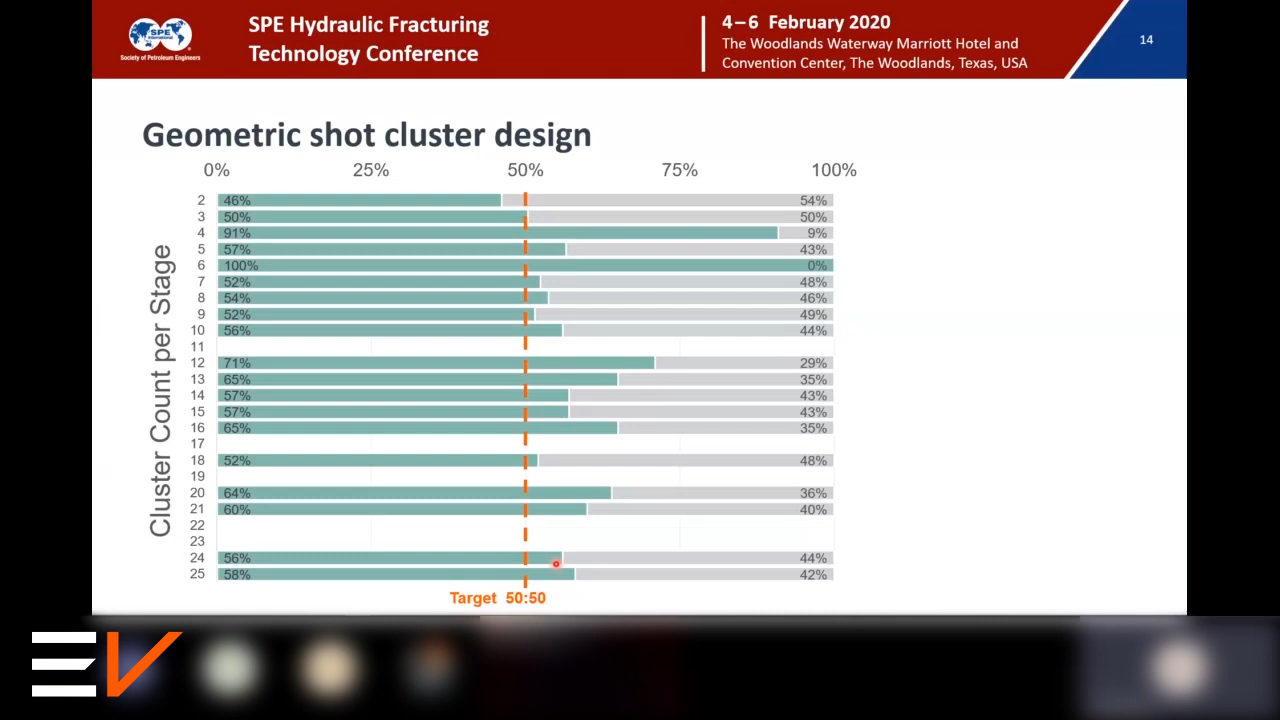 SPE International
Society of Petroleum Engineers
SPE Hydraulic Fracturing
Technology Conference
4–6 February 2020
The Woodlands Waterway Marriott Hotel and
Convention Center, The Woodlands, Texas, USA
14
Geometric shot cluster design
0% 25% 50% 75% 100%
Cluster Count per Stage
2 46% 54%
3 50% 50%
4 91% 9%
5 57% 43%
6 100% 0%
7 52% 48%
8 54% 46%
9 52% 49%
10 56% 44%
11
12 71% 29%
13 65% 35%
14 57% 43%
15 57% 43%
16 65% 35%
17
18 52% 48%
19
20 64% 36%
21 60% 40%
22
23
24 56% 44%
25 58% 42%
Target 50:50
EV